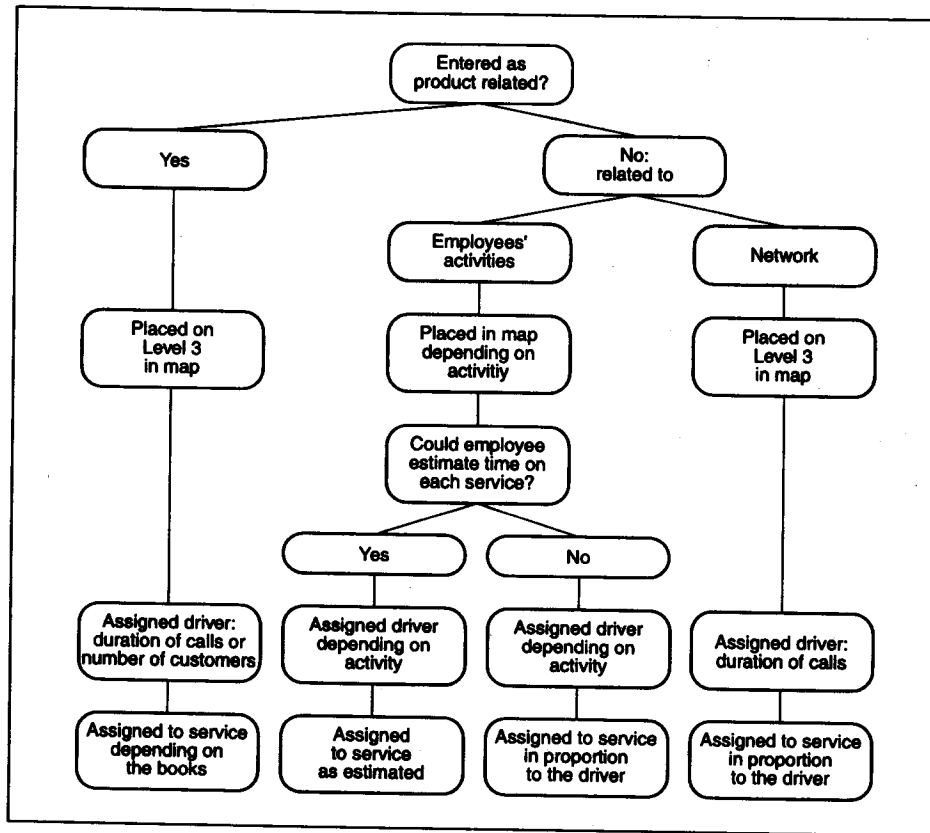 Entered as
product related?
Yes
No:
related to
Employees'
activities
Network
Placed on
Level 3
in map
Placed in map
depending on
activitiy
Placed on
Level 3
in map
Could employee
estimate time on
each service?
Yes
No
Assigned driver:
duration of calls or
number of customers
Assigned driver
depending on
activity
Assigned driver
depending on
activity
Assigned driver:
duration of calls
Assigned to service
depending on
the books
Assigned
to service
as estimated
Assigned to service
in proportion
to the driver
Assigned to service
in proportion
to the driver